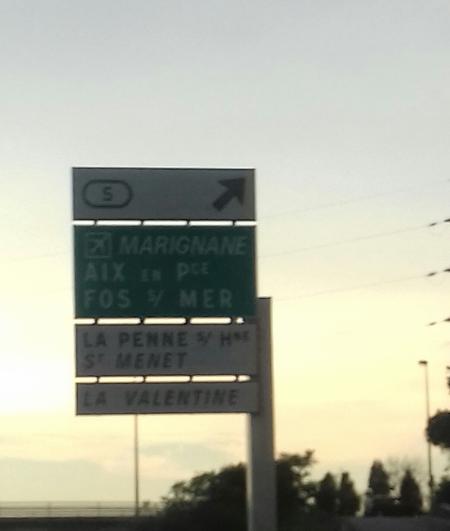 5
MARIGNANE
AIX EN PCE
FOS S/ MER
LA PENNE S/ HNE
ST MENET
LA VALENTINE